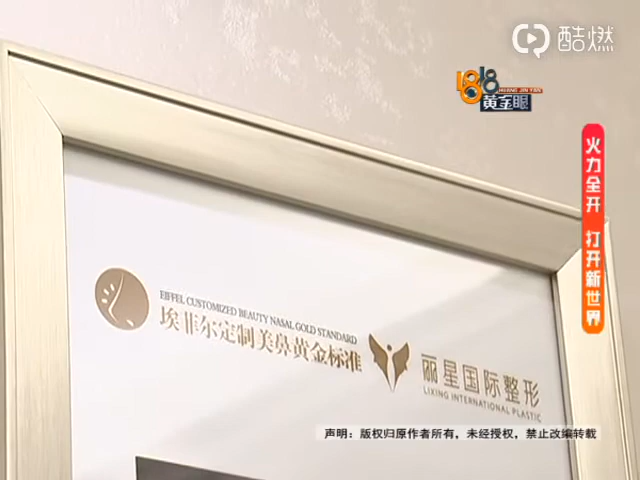 酷燃
1818
HUANG JIN YAN
黄金眼
火力全开 打开新世界
EIFFEL CUSTOMIZED BEAUTY NASAL GOLD STANDARD
埃菲尔定制美鼻黄金标准
丽星国际整形
LIXING INTERNATIONAL PLASTIC
声明：版权归原作者所有，未经授权，禁止改编转载